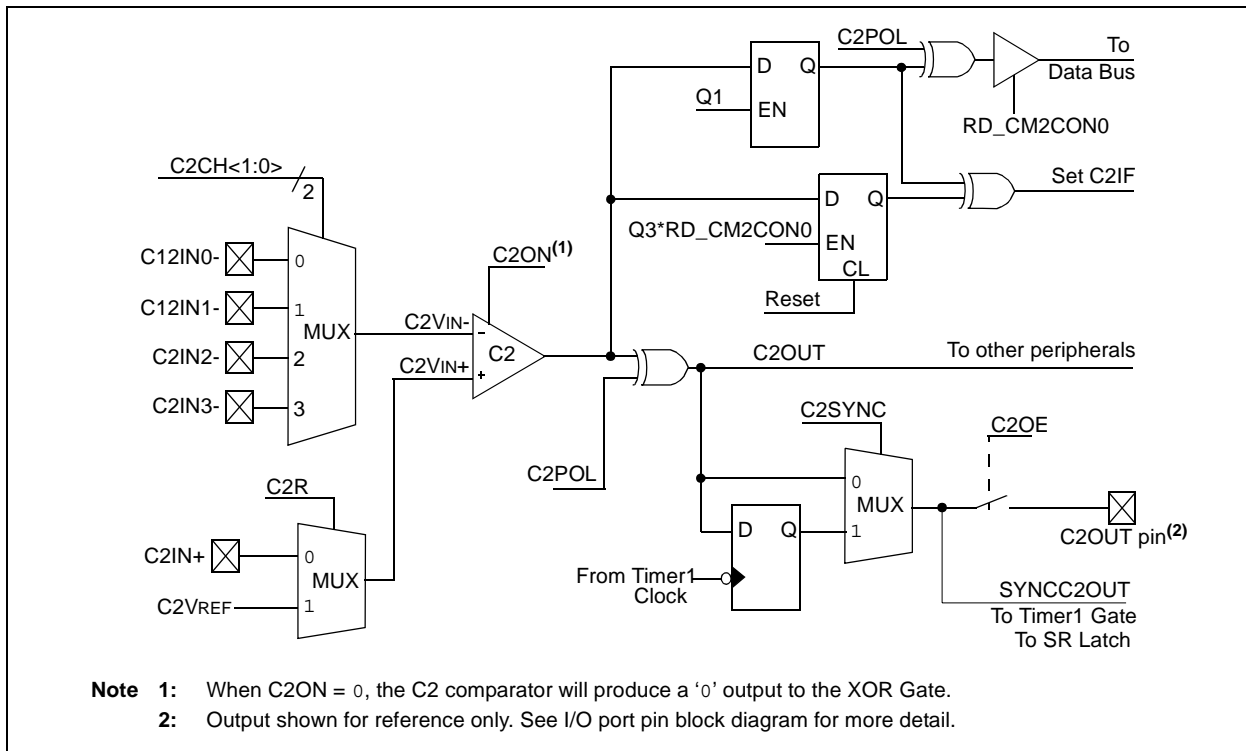 C2POL
To
Data Bus
D Q
Q1
EN
RD_CM2CON0
C2CH<1:0>
2
Set C2IF
D Q
Q3*RD_CM2CON0
EN
CL
Reset
C2ON(1)
C12IN0-
0
C12IN1-
1
MUX
C2IN2-
2
C2IN3-
3
C2VIN-
-
C2
C2VIN+
+
C2OUT
To other peripherals
C2POL
C2SYNC
C2OE
0
MUX
1
C2OUT pin(2)
D Q
From Timer1
Clock
SYNCC2OUT
To Timer1 Gate
To SR Latch
C2R
C2IN+
0
MUX
C2VREF
1
Note 1: When C2ON = 0, the C2 comparator will produce a ‘0’ output to the XOR Gate.
2: Output shown for reference only. See I/O port pin block diagram for more detail.